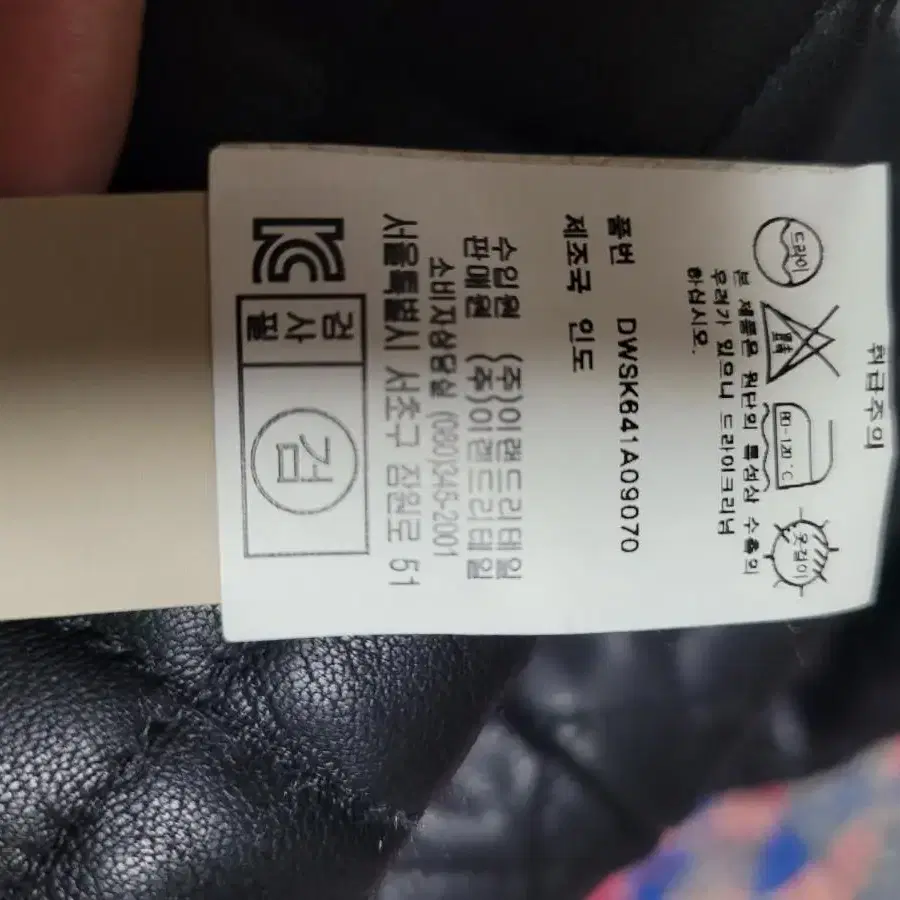 취급주의
드라이
염소
80-120℃
옷걸이
본 제품은 원단의 특성상 수축의
우려가 있으니 드라이크리닝
하십시오.
품번 DWSK641A09070
제조국 인도
수입원 (주)이랜드리테일
판매원 (주)이랜드리테일
소비자상담실 (080)345-2001
서울특별시 서초구 잠원로 51
KC
검사필
검